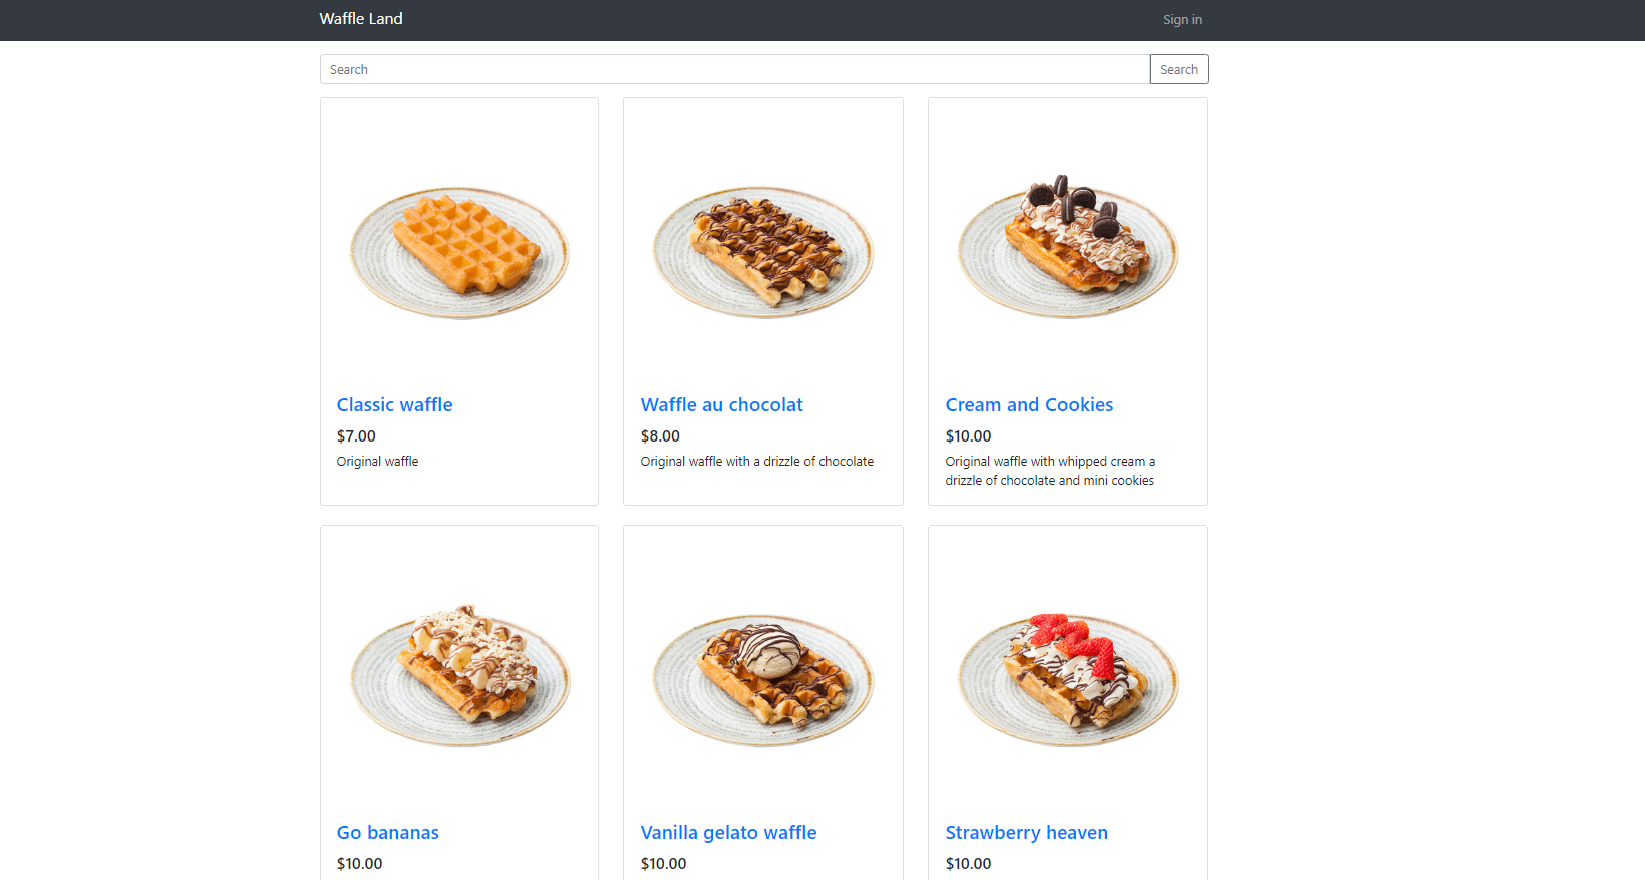 Waffle Land
Sign in
Search
Search
Classic waffle
$7.00
Original waffle
Waffle au chocolat
$8.00
Original waffle with a drizzle of chocolate
Cream and Cookies
$10.00
Original waffle with whipped cream a
drizzle of chocolate and mini cookies
Go bananas
$10.00
Vanilla gelato waffle
$10.00
Strawberry heaven
$10.00